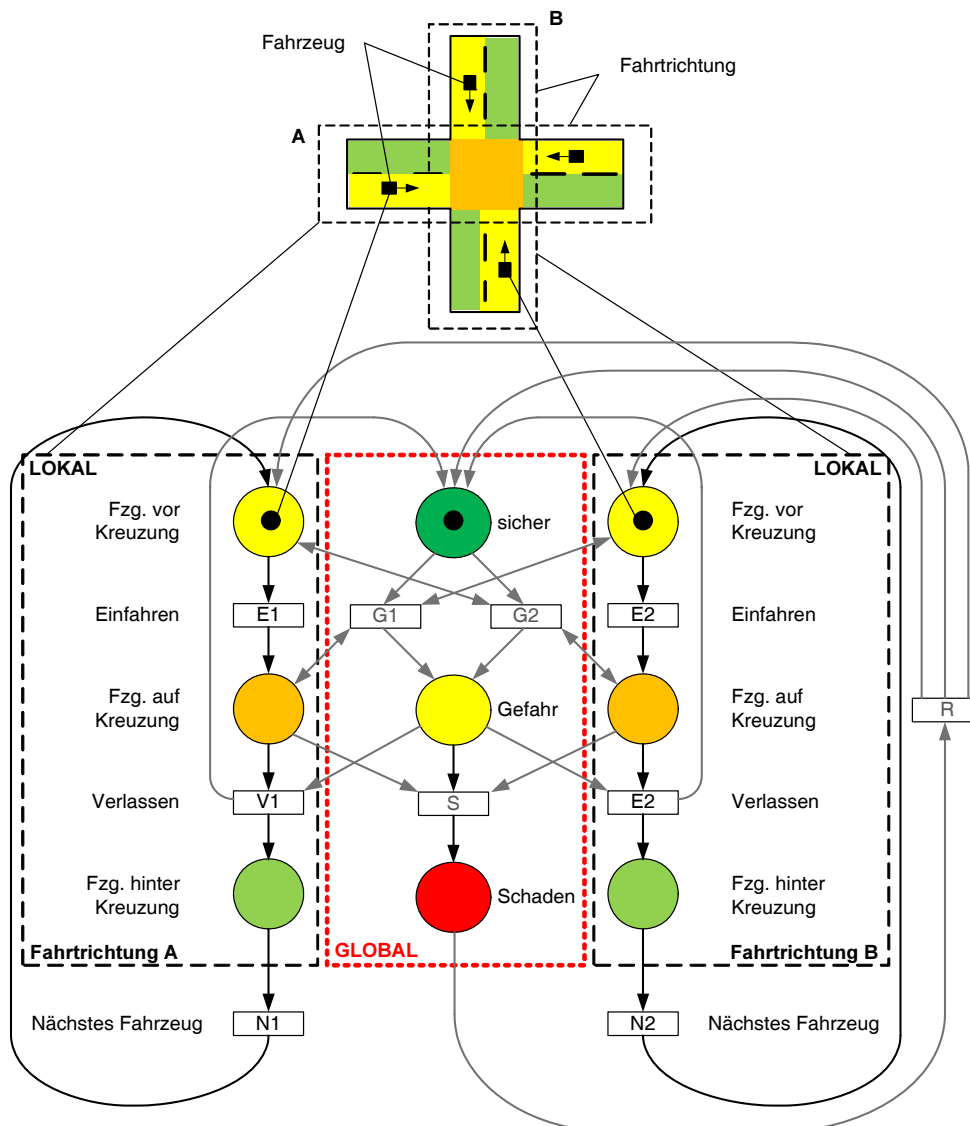 B
Fahrzeug
Fahrtrichtung
A
LOKAL
LOKAL
Fzg. vor
Kreuzung
sicher
Fzg. vor
Kreuzung
Einfahren
E1
G1
G2
E2
Einfahren
Fzg. auf
Kreuzung
Gefahr
Fzg. auf
Kreuzung
R
Verlassen
V1
S
E2
Verlassen
Fzg. hinter
Kreuzung
Schaden
Fzg. hinter
Kreuzung
Fahrtrichtung A
GLOBAL
Fahrtrichtung B
Nächstes Fahrzeug
N1
N2
Nächstes Fahrzeug